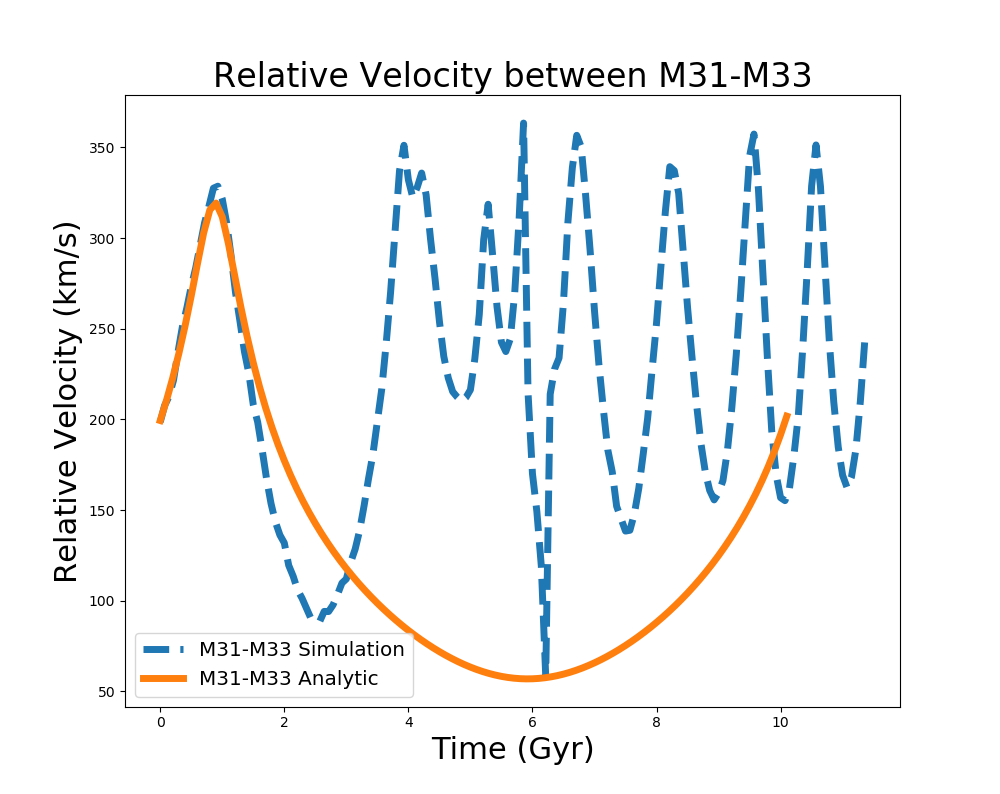 Relative Velocity between M31-M33
Relative Velocity (km/s)
350
300
250
200
150
100
50
M31-M33 Simulation
M31-M33 Analytic
0 2 4 6 8 10
Time (Gyr)